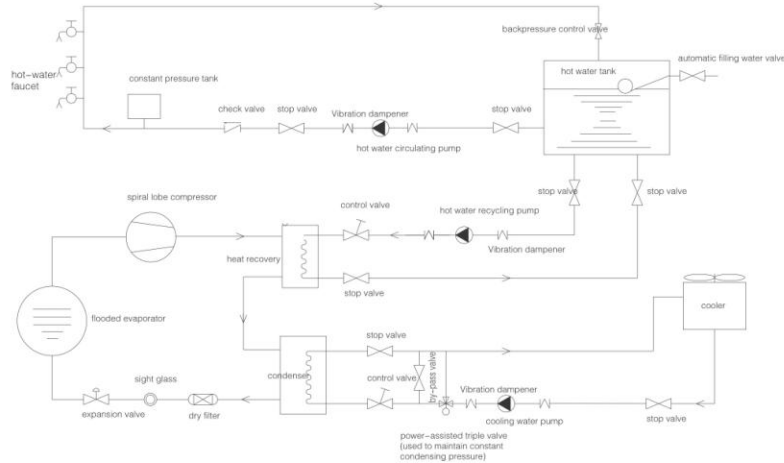 backpressure control valve
automatic filling water valve
hot water tank
hot-water
faucet
constant pressure tank
check valve
stop valve
Vibration dampener
stop valve
hot water circulating pump
stop valve
stop valve
spiral lobe compressor
control valve
hot water recycling pump
Vibration dampener
heat recovery
stop valve
flooded evaporator
cooler
stop valve
condenser
control valve
by-pass valve
sight glass
Vibration dampener
expansion valve
dry filter
cooling water pump
stop valve
power-assisted triple valve
(used to maintain constant
condensing pressure)